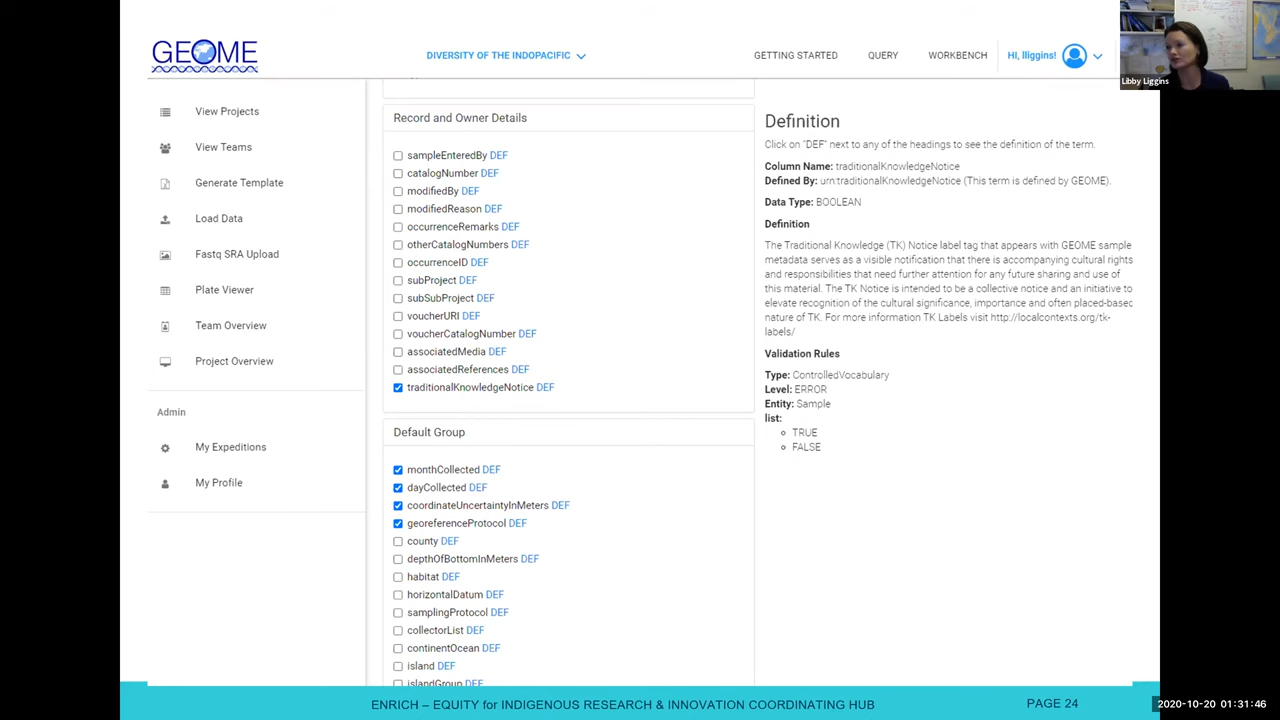 GEOME
DIVERSITY OF THE INDOPACIFIC
GETTING STARTED
QUERY
WORKBENCH
Hi, lliggins!
Libby Liggins
View Projects
View Teams
Generate Template
Load Data
Fastq SRA Upload
Plate Viewer
Team Overview
Project Overview
Admin
My Expeditions
My Profile
Record and Owner Details
sampleEnteredBy DEF
catalogNumber DEF
modifiedBy DEF
modifiedReason DEF
occurrenceRemarks DEF
otherCatalogNumbers DEF
occurrenceID DEF
subProject DEF
subSubProject DEF
voucherURI DEF
voucherCatalogNumber DEF
associatedMedia DEF
associatedReferences DEF
traditionalKnowledgeNotice DEF
Default Group
monthCollected DEF
dayCollected DEF
coordinateUncertaintyInMeters DEF
georeferenceProtocol DEF
county DEF
depthOfBottomInMeters DEF
habitat DEF
horizontalDatum DEF
samplingProtocol DEF
collectorList DEF
continentOcean DEF
island DEF
islandGroup DEF
Definition
Click on "DEF" next to any of the headings to see the definition of the term.
Column Name: traditionalKnowledgeNotice
Defined By: urn:traditionalKnowledgeNotice (This term is defined by GEOME).
Data Type: BOOLEAN
Definition
The Traditional Knowledge (TK) Notice label tag that appears with GEOME sample
metadata serves as a visible notification that there is accompanying cultural rights
and responsibilities that need further attention for any future sharing and use of
this material. The TK Notice is intended to be a collective notice and an initiative to
elevate recognition of the cultural significance, importance and often placed-based
nature of TK. For more information TK Labels visit http://localcontexts.org/tk-
labels/
Validation Rules
Type: ControlledVocabulary
Level: ERROR
Entity: Sample
list:
TRUE
FALSE
ENRICH – EQUITY for INDIGENOUS RESEARCH & INNOVATION COORDINATING HUB
PAGE 24
2020-10-20 01:31:46